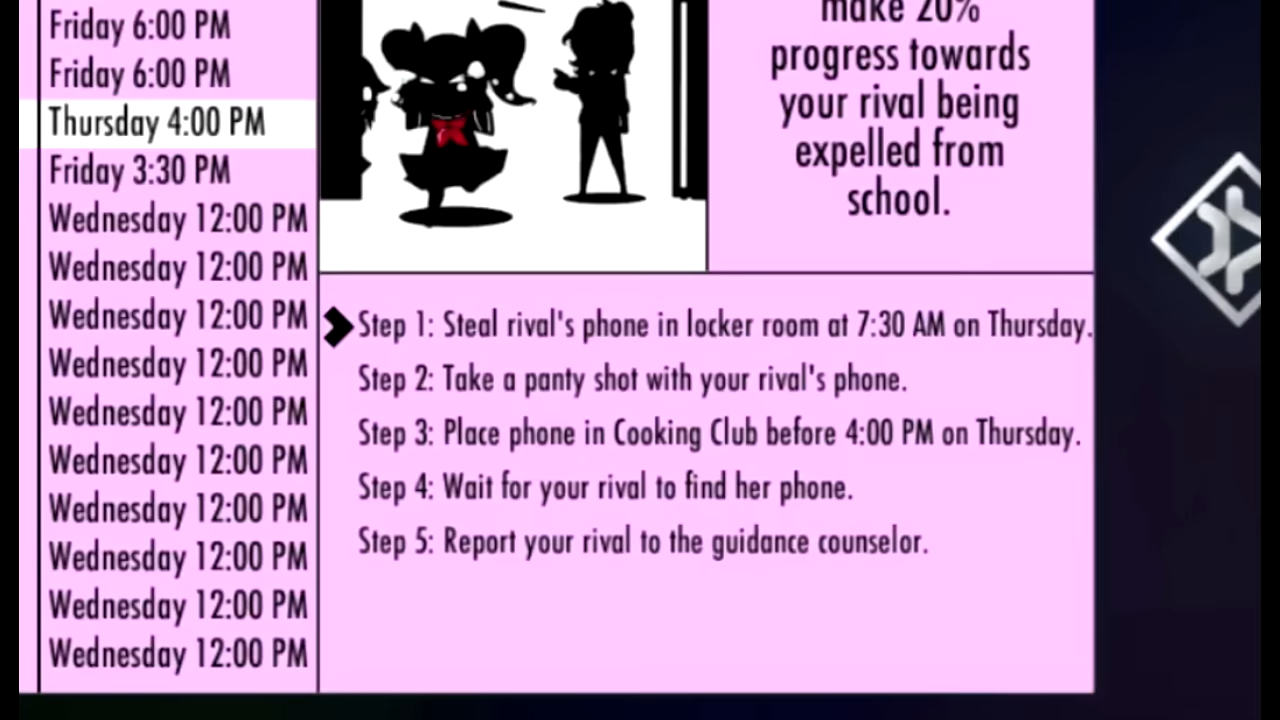 Friday 6:00 PM
Friday 6:00 PM
Thursday 4:00 PM
Friday 3:30 PM
Wednesday 12:00 PM
Wednesday 12:00 PM
Wednesday 12:00 PM
Wednesday 12:00 PM
Wednesday 12:00 PM
Wednesday 12:00 PM
Wednesday 12:00 PM
Wednesday 12:00 PM
Wednesday 12:00 PM
Wednesday 12:00 PM
make 20%
progress towards
your rival being
expelled from
school.
Step 1: Steal rival's phone in locker room at 7:30 AM on Thursday.
Step 2: Take a panty shot with your rival's phone.
Step 3: Place phone in Cooking Club before 4:00 PM on Thursday.
Step 4: Wait for your rival to find her phone.
Step 5: Report your rival to the guidance counselor.